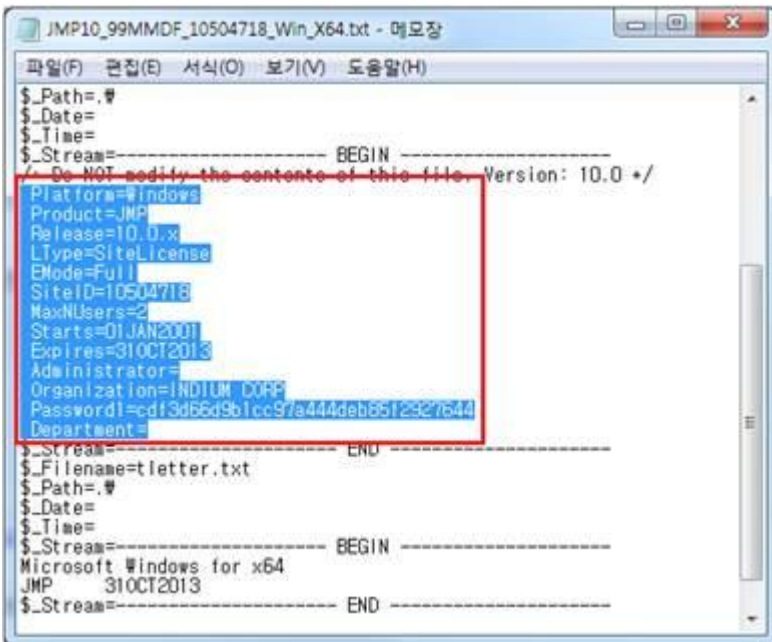 JMP10_99MMDF_10504718_Win_X64.txt - 메모장
파일(F) 편집(E) 서식(O) 보기(V) 도움말(H)
$_Path=.₩
$_Date=
$_Time=
$_Stream=--------------------- BEGIN ---------------------
/* Do NOT modify the contents of this file. Version: 10.0 */
Platform=Windows
Product=JMP
Release=10.0.x
LType=SiteLicense
EMode=Full
SiteID=10504718
MaxNUsers=2
Starts=01JAN2001
Expires=31OCT2013
Administrator=
Organization=INDIUM CORP
Password1=cdf3d66d9b1cc97a444deb85f2927644
Department=
$_Stream=---------------------- END ----------------------
$_Filename=tletter.txt
$_Path=.₩
$_Date=
$_Time=
$_Stream=--------------------- BEGIN ---------------------
Microsoft Windows for x64
JMP 31OCT2013
$_Stream=---------------------- END ----------------------